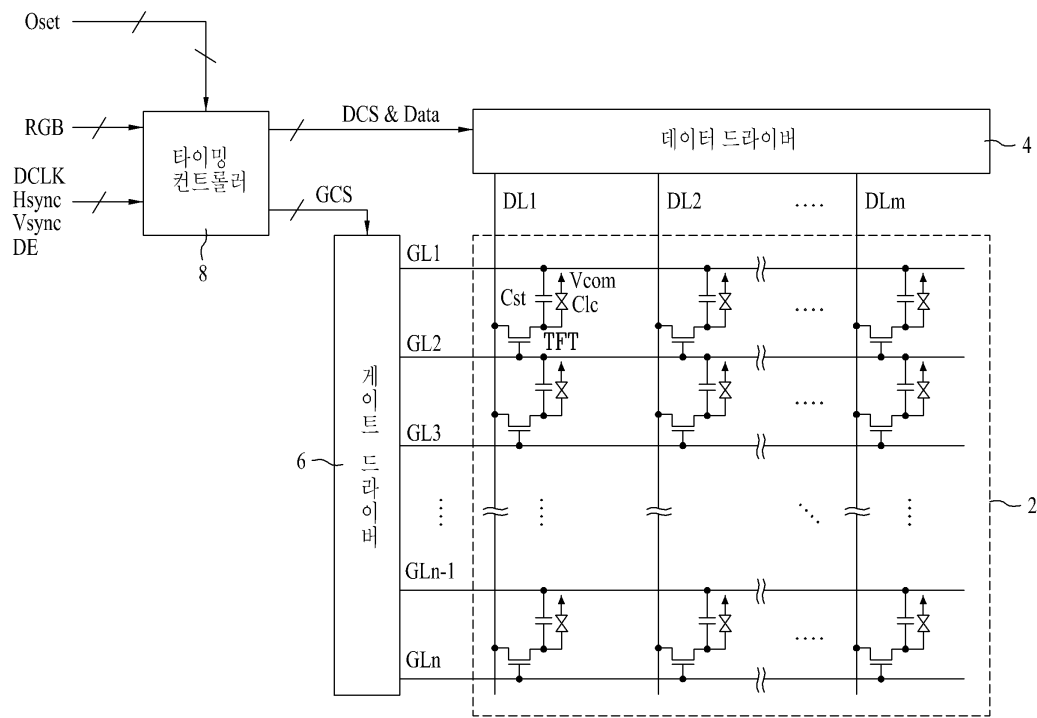 Oset
RGB
DCLK
Hsync
Vsync
DE
타이밍
컨트롤러
8
DCS & Data
GCS
데이터 드라이버
4
DL1
DL2
....
DLm
게이트 드라이버
6
GL1
Vcom
Cst
Clc
....
GL2
TFT
....
GL3
2
GLn-1
....
GLn